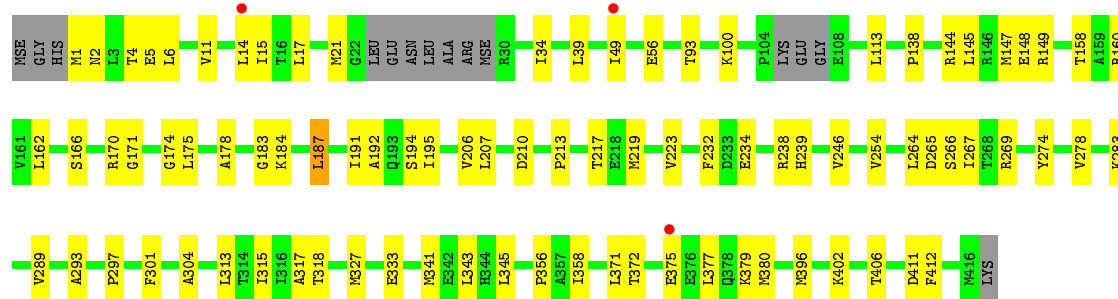 MSE GLY HIS M1 N2 L3 T4 E5 L6 V11 L14 I15 T16 L17 M21 G22 LEU GLU ASN LEU ALA ARG MSE R30 I34 L39 I49 E56 T93 K100 P104 LYS GLU GLY E108 L113 P138 R144 L145 R146 M147 E148 R149 T158 A159 R160
V161 L162 S166 R170 G171 G174 L175 A178 G183 K184 L187 I191 A192 Q193 S194 I195 V206 L207 D210 P213 T217 E218 M219 V223 F232 D233 E234 R238 H239 V246 V254 L264 D265 S266 I267 T268 R269 Y274 V278 K282
V289 A293 P297 F301 A304 L313 T314 I315 I316 A317 T318 M327 E333 M341 E342 L343 H344 L345 P356 A357 I358 L371 T372 E375 E376 L377 Q378 K379 M380 M396 K402 T406 D411 F412 M416 LYS